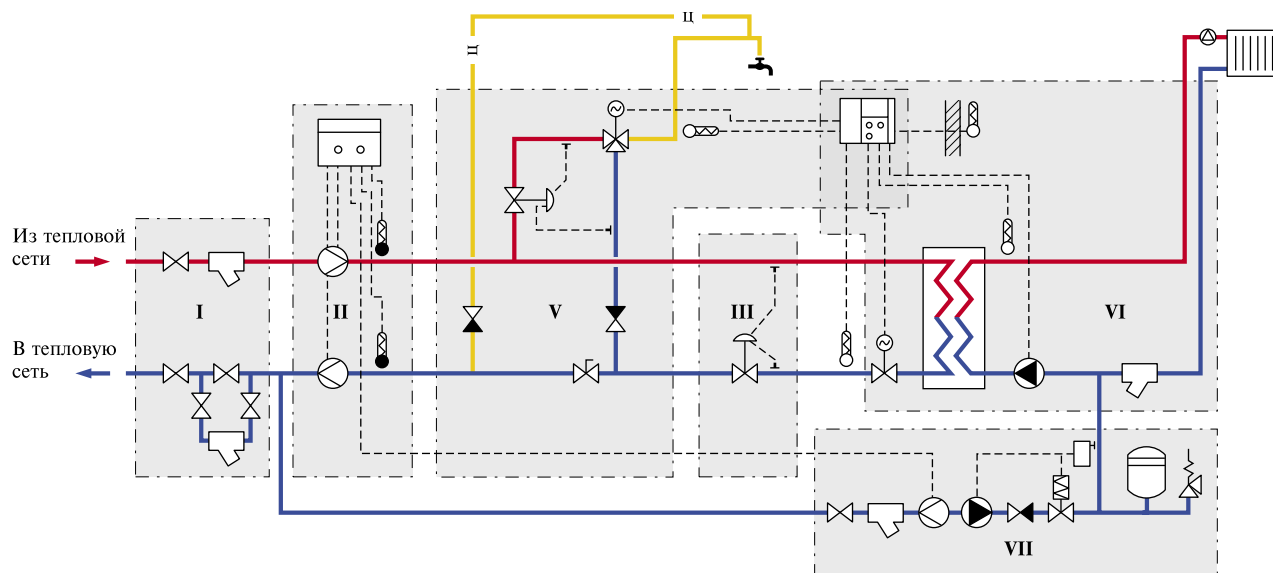 Ц
Ц
Из тепловой
сети
I
II
V
III
VI
В тепловую
сеть
VII